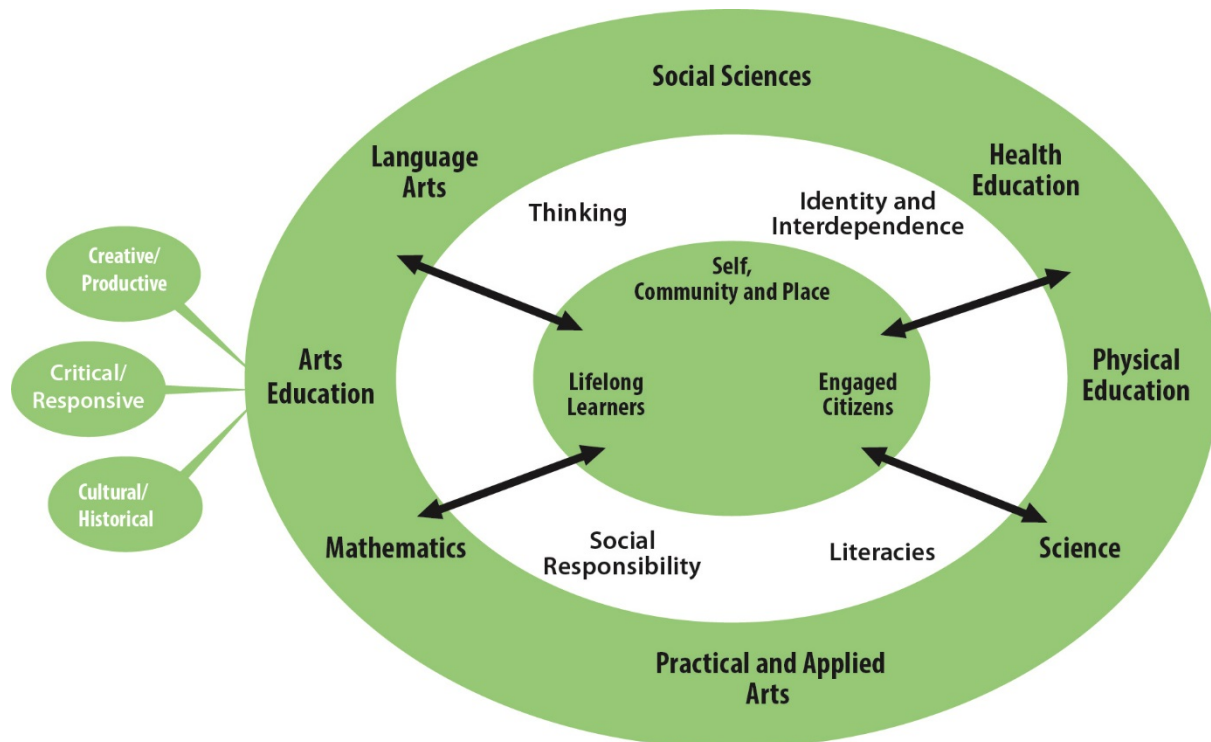 Social Sciences
Language
Arts
Health
Education
Thinking
Identity and
Interdependence
Creative/
Productive
Self,
Community and Place
Critical/
Responsive
Arts
Education
Lifelong
Learners
Engaged
Citizens
Physical
Education
Cultural/
Historical
Mathematics
Social
Responsibility
Literacies
Science
Practical and Applied
Arts